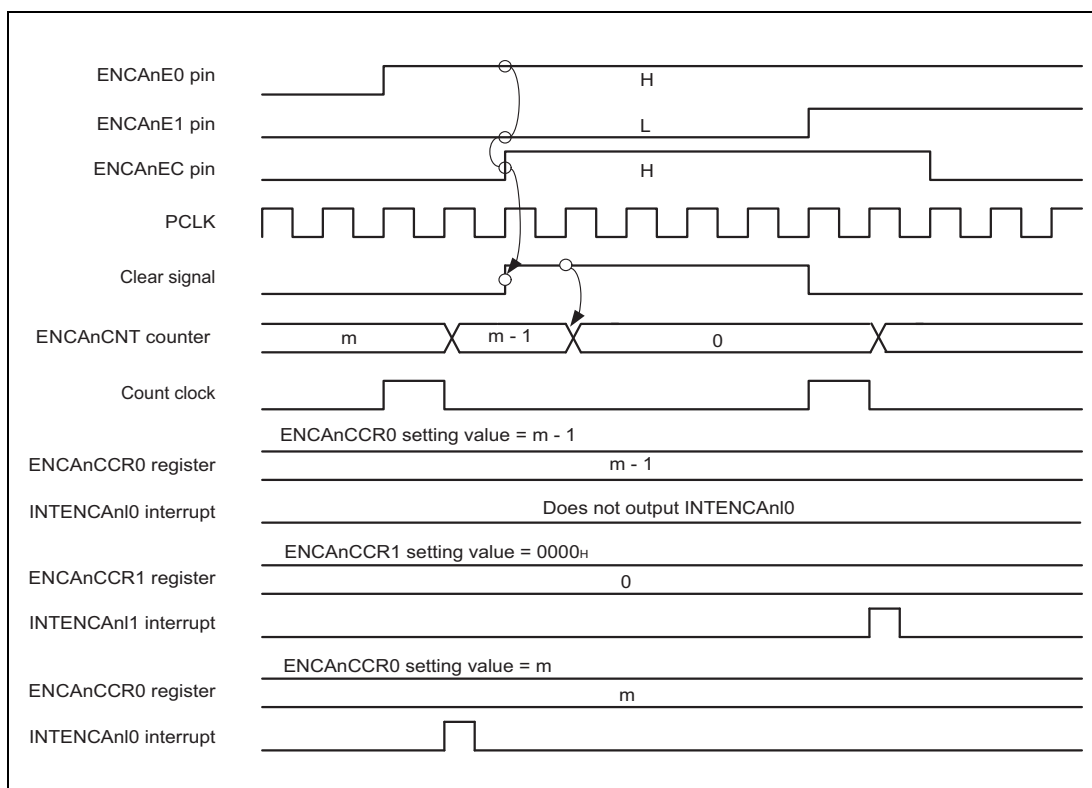 ENCAnE0 pin
H
ENCAnE1 pin
L
ENCAnEC pin
H
PCLK
Clear signal
ENCAnCNT counter
m
m - 1
0
Count clock
ENCAnCCR0 setting value = m - 1
ENCAnCCR0 register
m - 1
INTENCAnI0 interrupt
Does not output INTENCAnI0
ENCAnCCR1 setting value = 0000H
ENCAnCCR1 register
0
INTENCAnI1 interrupt
ENCAnCCR0 setting value = m
ENCAnCCR0 register
m
INTENCAnI0 interrupt